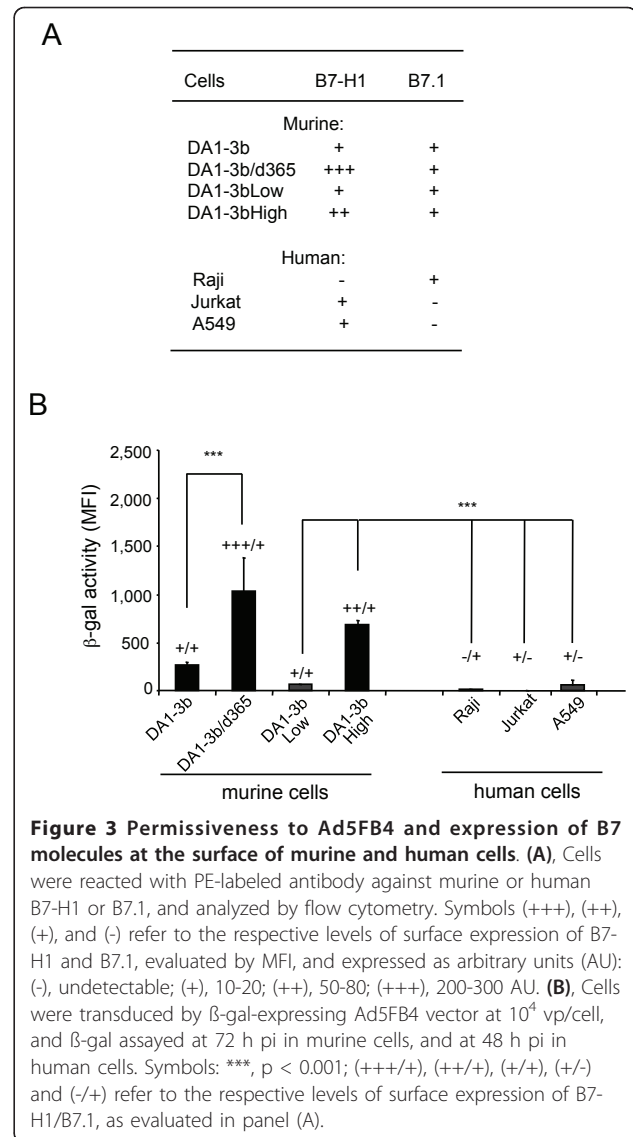 A
Cells B7-H1 B7.1
Murine:
DA1-3b + +
DA1-3b/d365 +++ +
DA1-3bLow + +
DA1-3bHigh ++ +
Human:
Raji - +
Jurkat + -
A549 + -
B
β-gal activity (MFI)
2,500
2,000
1,500
1,000
500
0
***
***
+/+
+++/+
+/+
++/+
-/+
+/-
+/-
DA1-3b
DA1-3b/d365
DA1-3b Low
DA1-3b High
Raji
Jurkat
A549
murine cells
human cells
Figure 3 Permissiveness to Ad5FB4 and expression of B7
molecules at the surface of murine and human cells. (A), Cells
were reacted with PE-labeled antibody against murine or human
B7-H1 or B7.1, and analyzed by flow cytometry. Symbols (+++), (++),
(+), and (-) refer to the respective levels of surface expression of B7-
H1 and B7.1, evaluated by MFI, and expressed as arbitrary units (AU):
(-), undetectable; (+), 10-20; (++), 50-80; (+++), 200-300 AU. (B), Cells
were transduced by ß-gal-expressing Ad5FB4 vector at 10⁴ vp/cell,
and ß-gal assayed at 72 h pi in murine cells, and at 48 h pi in
human cells. Symbols: ***, p < 0.001; (+++/+), (++/+), (+/+), (+/-)
and (-/+) refer to the respective levels of surface expression of B7-
H1/B7.1, as evaluated in panel (A).